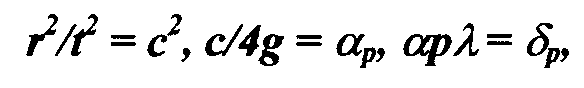 r²/t² = c², c/4g = αₚ, αpλ = δₚ,